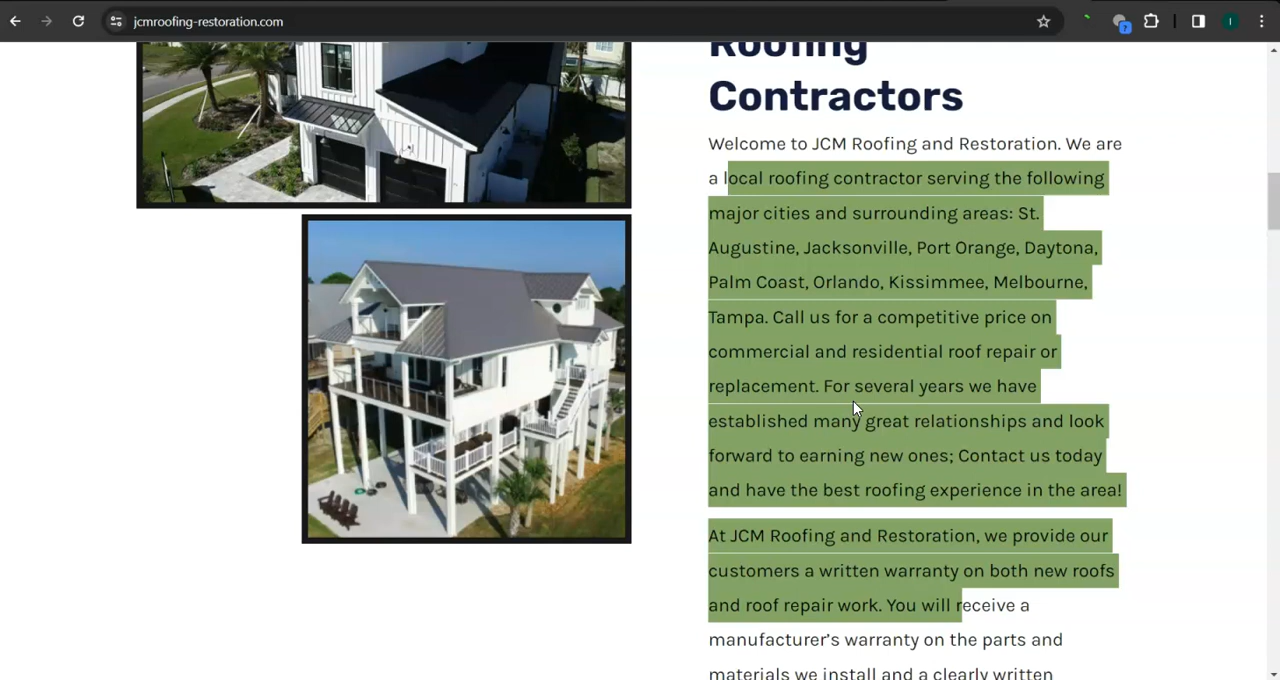 jcmroofing-restoration.com
Roofing
Contractors
Welcome to JCM Roofing and Restoration. We are
a local roofing contractor serving the following
major cities and surrounding areas: St.
Augustine, Jacksonville, Port Orange, Daytona,
Palm Coast, Orlando, Kissimmee, Melbourne,
Tampa. Call us for a competitive price on
commercial and residential roof repair or
replacement. For several years we have
established many great relationships and look
forward to earning new ones; Contact us today
and have the best roofing experience in the area!
At JCM Roofing and Restoration, we provide our
customers a written warranty on both new roofs
and roof repair work. You will receive a
manufacturer's warranty on the parts and
materials we install and a clearly written